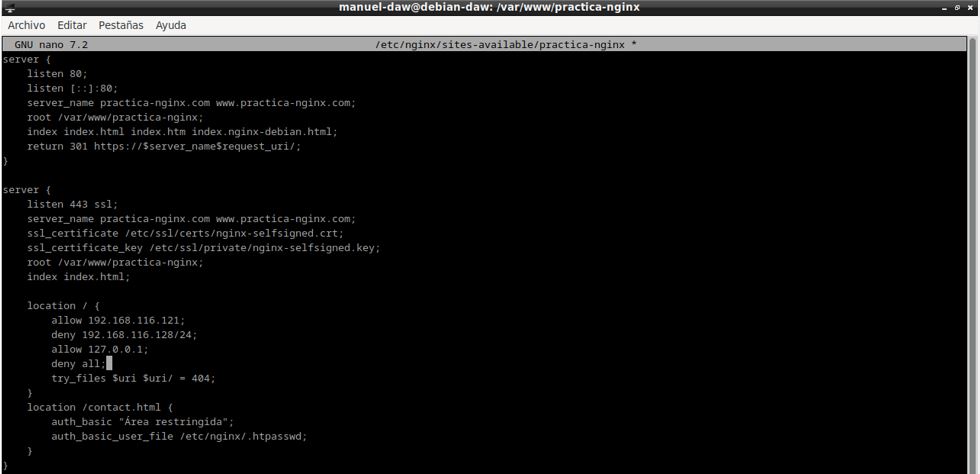 manuel-daw@debian-daw: /var/www/practica-nginx
Archivo Editar Pestañas Ayuda
GNU nano 7.2 /etc/nginx/sites-available/practica-nginx *
server {
    listen 80;
    listen [::]:80;
    server_name practica-nginx.com www.practica-nginx.com;
    root /var/www/practica-nginx;
    index index.html index.htm index.nginx-debian.html;
    return 301 https://$server_name$request_uri/;
}
server {
    listen 443 ssl;
    server_name practica-nginx.com www.practica-nginx.com;
    ssl_certificate /etc/ssl/certs/nginx-selfsigned.crt;
    ssl_certificate_key /etc/ssl/private/nginx-selfsigned.key;
    root /var/www/practica-nginx;
    index index.html;
    location / {
        allow 192.168.116.121;
        deny 192.168.116.128/24;
        allow 127.0.0.1;
        deny all;
        try_files $uri $uri/ = 404;
    }
    location /contact.html {
        auth_basic "Área restringida";
        auth_basic_user_file /etc/nginx/.htpasswd;
    }
}